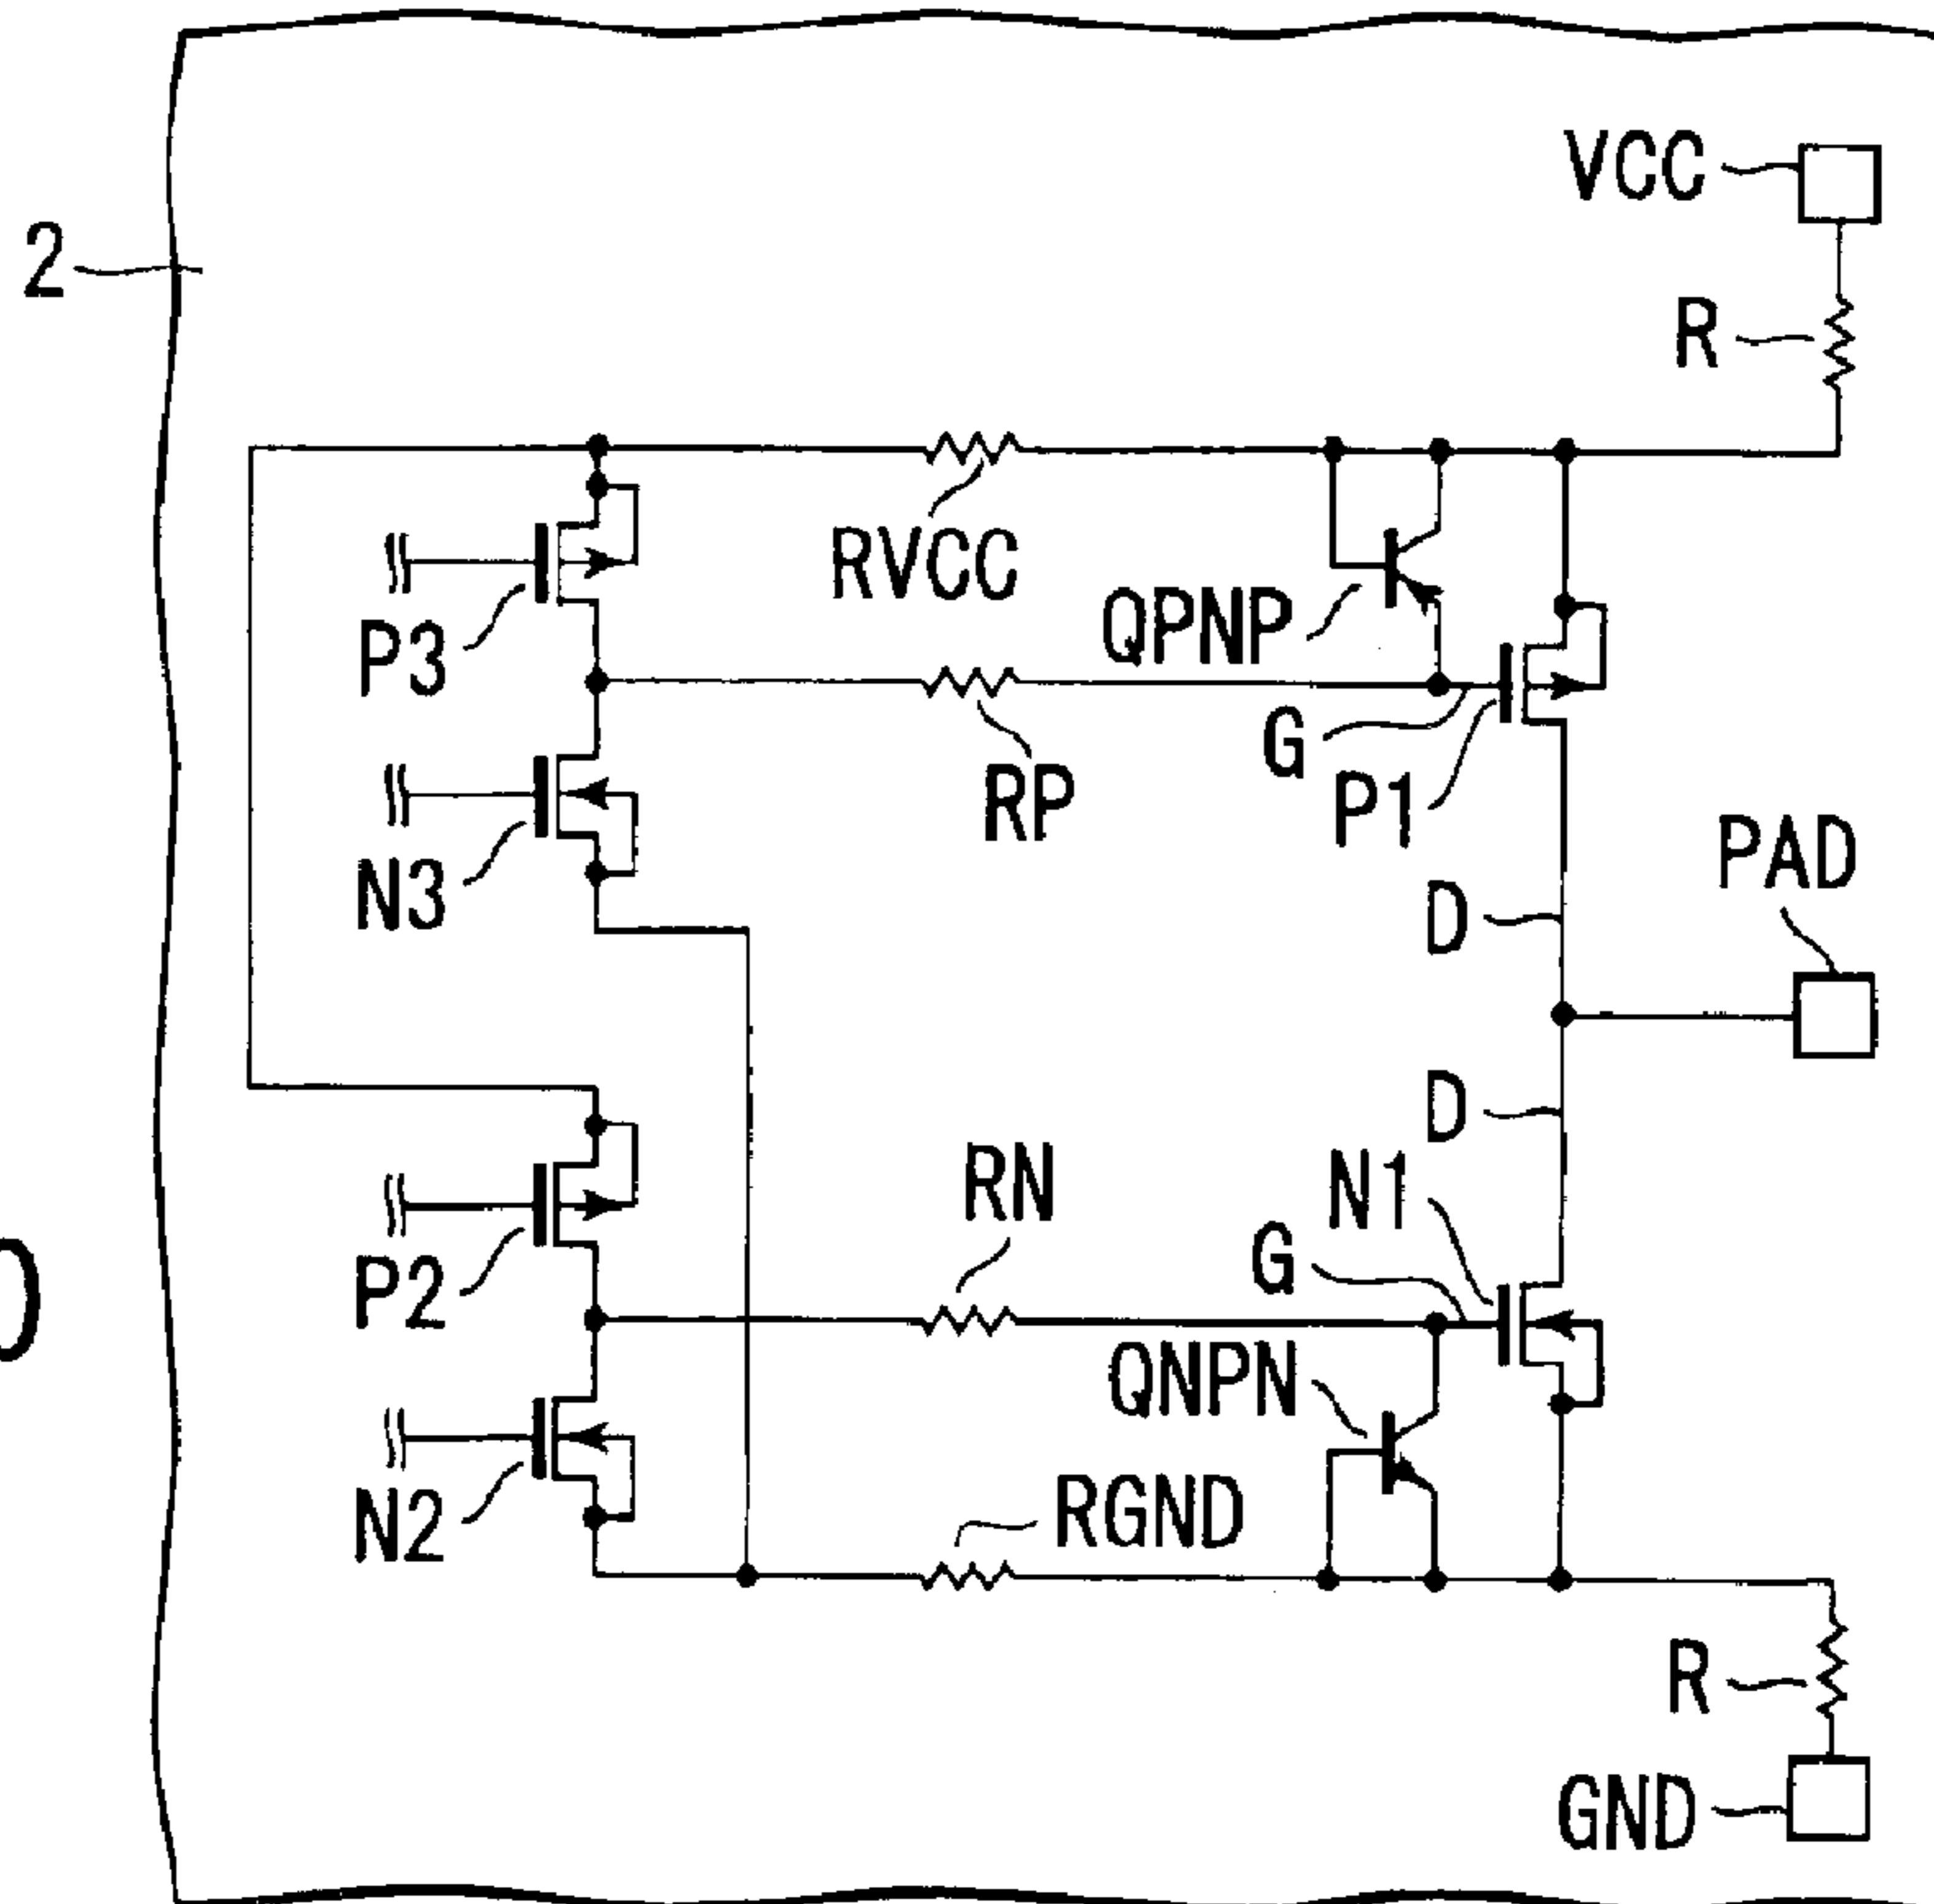 VCC
2
R
RVCC
QPNP
P3
G
RP
P1
PAD
N3
D
D
RN
N1
G
P2
QNPN
RGND
N2
R
GND